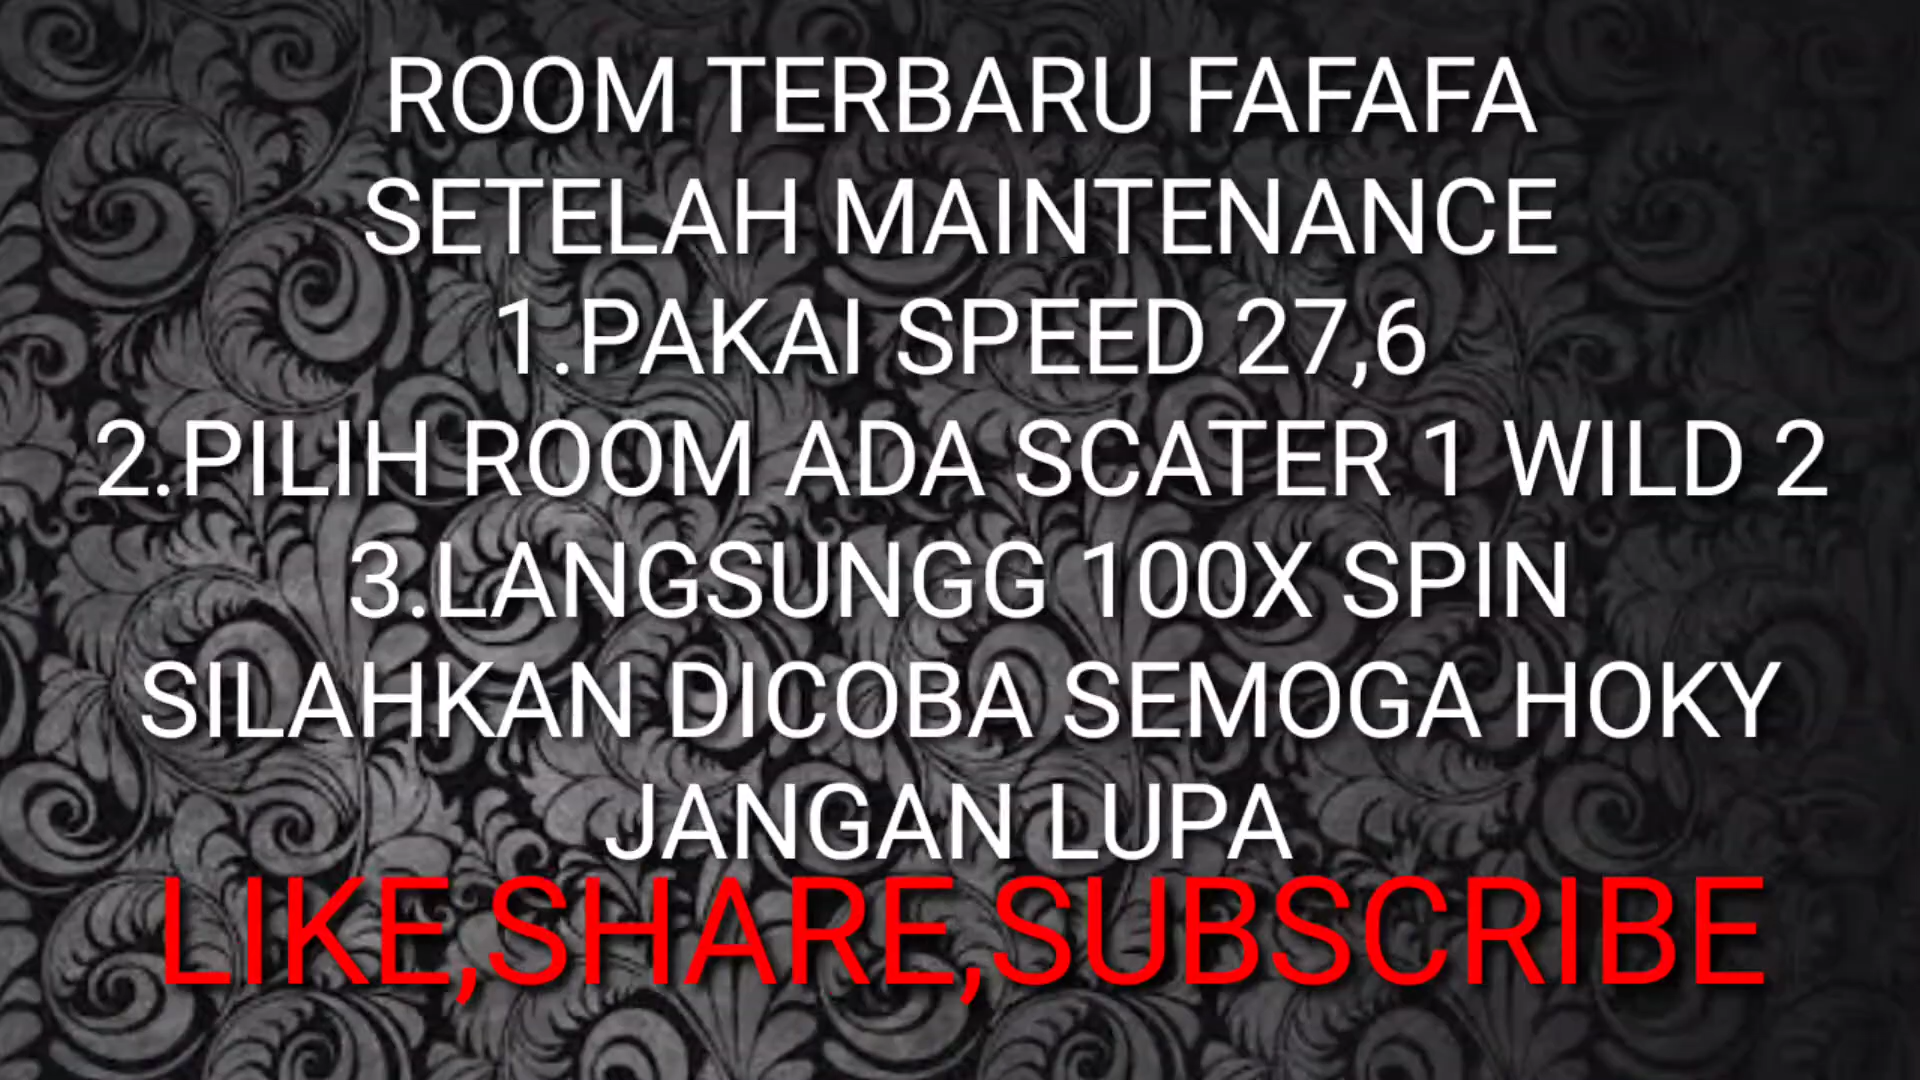 ROOM TERBARU FAFAFA
SETELAH MAINTENANCE
1.PAKAI SPEED 27,6
2.PILIH ROOM ADA SCATER 1 WILD 2
3.LANGSUNGG 100X SPIN
SILAHKAN DICOBA SEMOGA HOKY
JANGAN LUPA
LIKE,SHARE,SUBSCRIBE